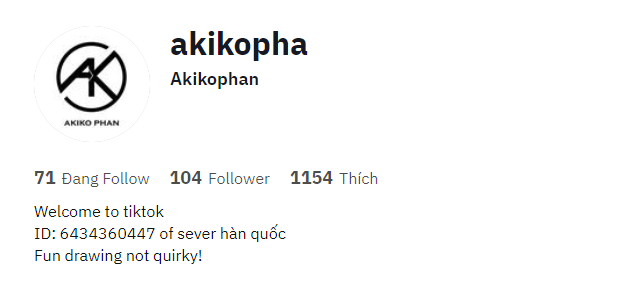 AK
AKIKO PHAN
akikopha
Akikophan
71 Đang Follow 104 Follower 1154 Thích
Welcome to tiktok
ID: 6434360447 of sever hàn quốc
Fun drawing not quirky!